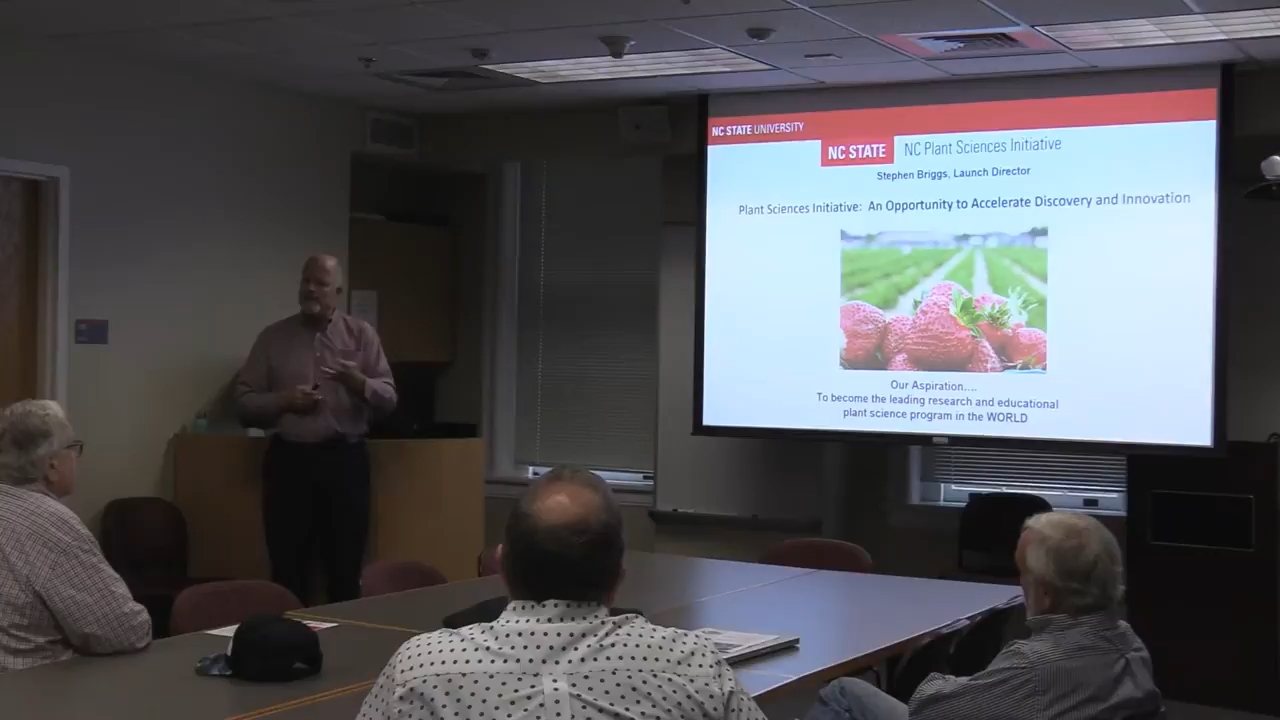 NC STATE UNIVERSITY
NC STATE NC Plant Sciences Initiative
Stephen Briggs, Launch Director
Plant Sciences Initiative: An Opportunity to Accelerate Discovery and Innovation
Our Aspiration....
To become the leading research and educational
plant science program in the WORLD